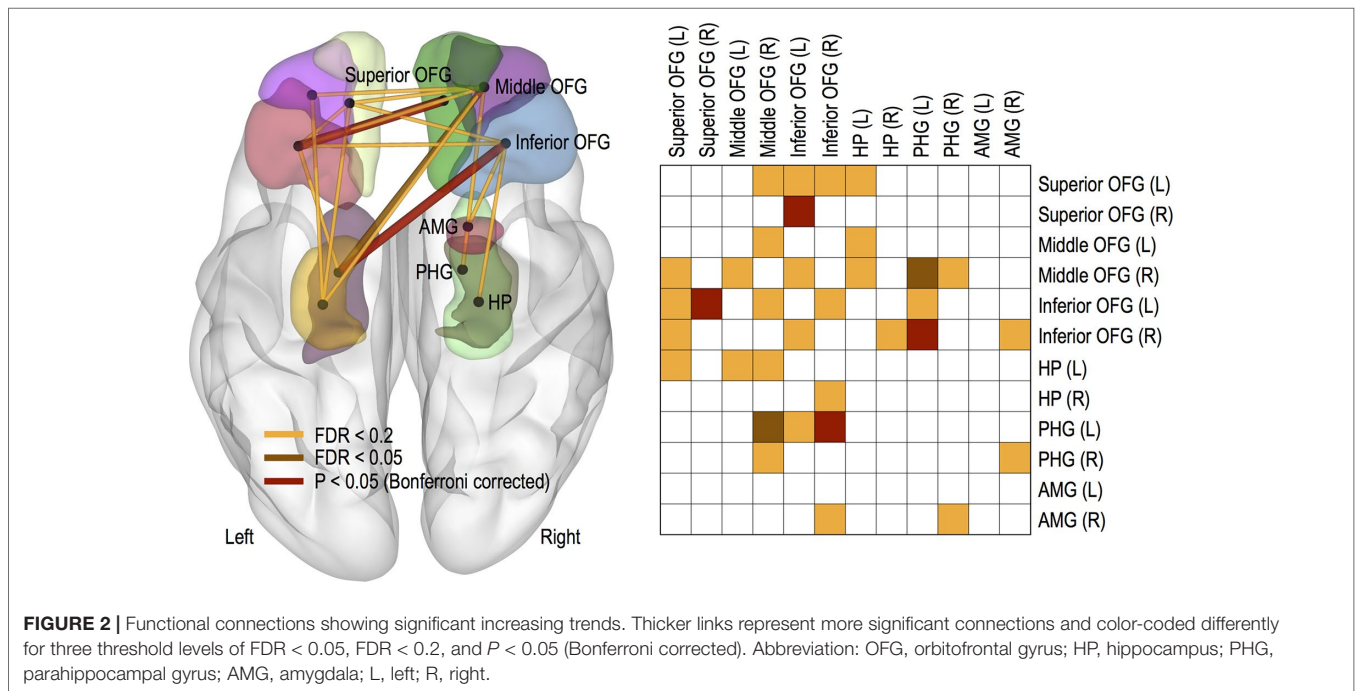 Superior OFG
Middle OFG
Inferior OFG
AMG
PHG
HP
FDR < 0.2
FDR < 0.05
P < 0.05 (Bonferroni corrected)
Left
Right
Superior OFG (L)
Superior OFG (R)
Middle OFG (L)
Middle OFG (R)
Inferior OFG (L)
Inferior OFG (R)
HP (L)
HP (R)
PHG (L)
PHG (R)
AMG (L)
AMG (R)
Superior OFG (L)
Superior OFG (R)
Middle OFG (L)
Middle OFG (R)
Inferior OFG (L)
Inferior OFG (R)
HP (L)
HP (R)
PHG (L)
PHG (R)
AMG (L)
AMG (R)
FIGURE 2 | Functional connections showing significant increasing trends. Thicker links represent more significant connections and color-coded differently
for three threshold levels of FDR < 0.05, FDR < 0.2, and P < 0.05 (Bonferroni corrected). Abbreviation: OFG, orbitofrontal gyrus; HP, hippocampus; PHG,
parahippocampal gyrus; AMG, amygdala; L, left; R, right.